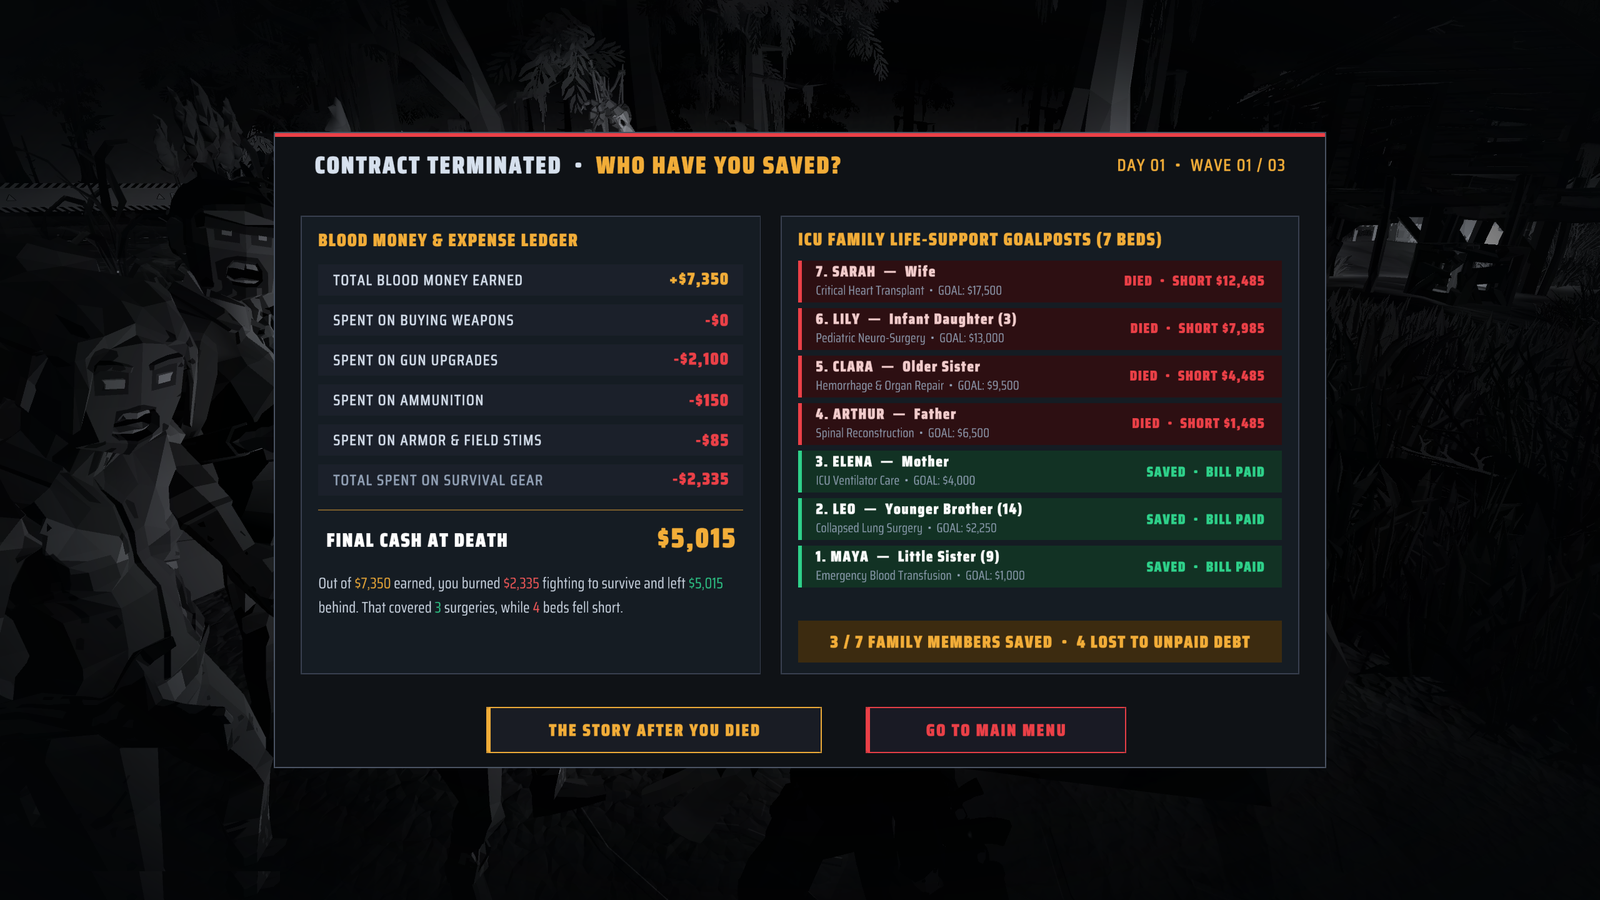 CONTRACT TERMINATED • WHO HAVE YOU SAVED?
DAY 01 • WAVE 01 / 03
BLOOD MONEY & EXPENSE LEDGER
TOTAL BLOOD MONEY EARNED +$7,350
SPENT ON BUYING WEAPONS -$0
SPENT ON GUN UPGRADES -$2,100
SPENT ON AMMUNITION -$150
SPENT ON ARMOR & FIELD STIMS -$85
TOTAL SPENT ON SURVIVAL GEAR -$2,335
FINAL CASH AT DEATH $5,015
Out of $7,350 earned, you burned $2,335 fighting to survive and left $5,015
behind. That covered 3 surgeries, while 4 beds fell short.
ICU FAMILY LIFE-SUPPORT GOALPOSTS (7 BEDS)
7. SARAH — Wife
Critical Heart Transplant • GOAL: $17,500
DIED • SHORT $12,485
6. LILY — Infant Daughter (3)
Pediatric Neuro-Surgery • GOAL: $13,000
DIED • SHORT $7,985
5. CLARA — Older Sister
Hemorrhage & Organ Repair • GOAL: $9,500
DIED • SHORT $4,485
4. ARTHUR — Father
Spinal Reconstruction • GOAL: $6,500
DIED • SHORT $1,485
3. ELENA — Mother
ICU Ventilator Care • GOAL: $4,000
SAVED • BILL PAID
2. LEO — Younger Brother (14)
Collapsed Lung Surgery • GOAL: $2,250
SAVED • BILL PAID
1. MAYA — Little Sister (9)
Emergency Blood Transfusion • GOAL: $1,000
SAVED • BILL PAID
3 / 7 FAMILY MEMBERS SAVED • 4 LOST TO UNPAID DEBT
THE STORY AFTER YOU DIED
GO TO MAIN MENU